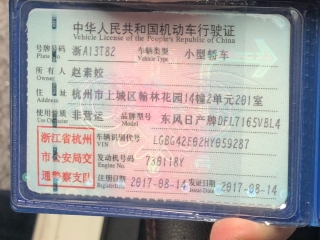 中华人民共和国机动车行驶证
Vehicle License of the People's Republic of China
号牌号码 浙A13T82 车辆类型 小型轿车
Plate No. Vehicle Type
所有人 赵素姣
Owner
住址 杭州市上城区翰林花园14幢2单元201室
Address
使用性质 非营运 品牌型号 东风日产牌DFL7165VBL4
Use Character Model
浙江省杭州
市公安局交
通警察支队
车辆识别代号 LGBG42E02HY059287
VIN
发动机号码 739118Y
Engine No.
注册日期 2017-08-14 发证日期 2017-08-14
Register Date Issue Date